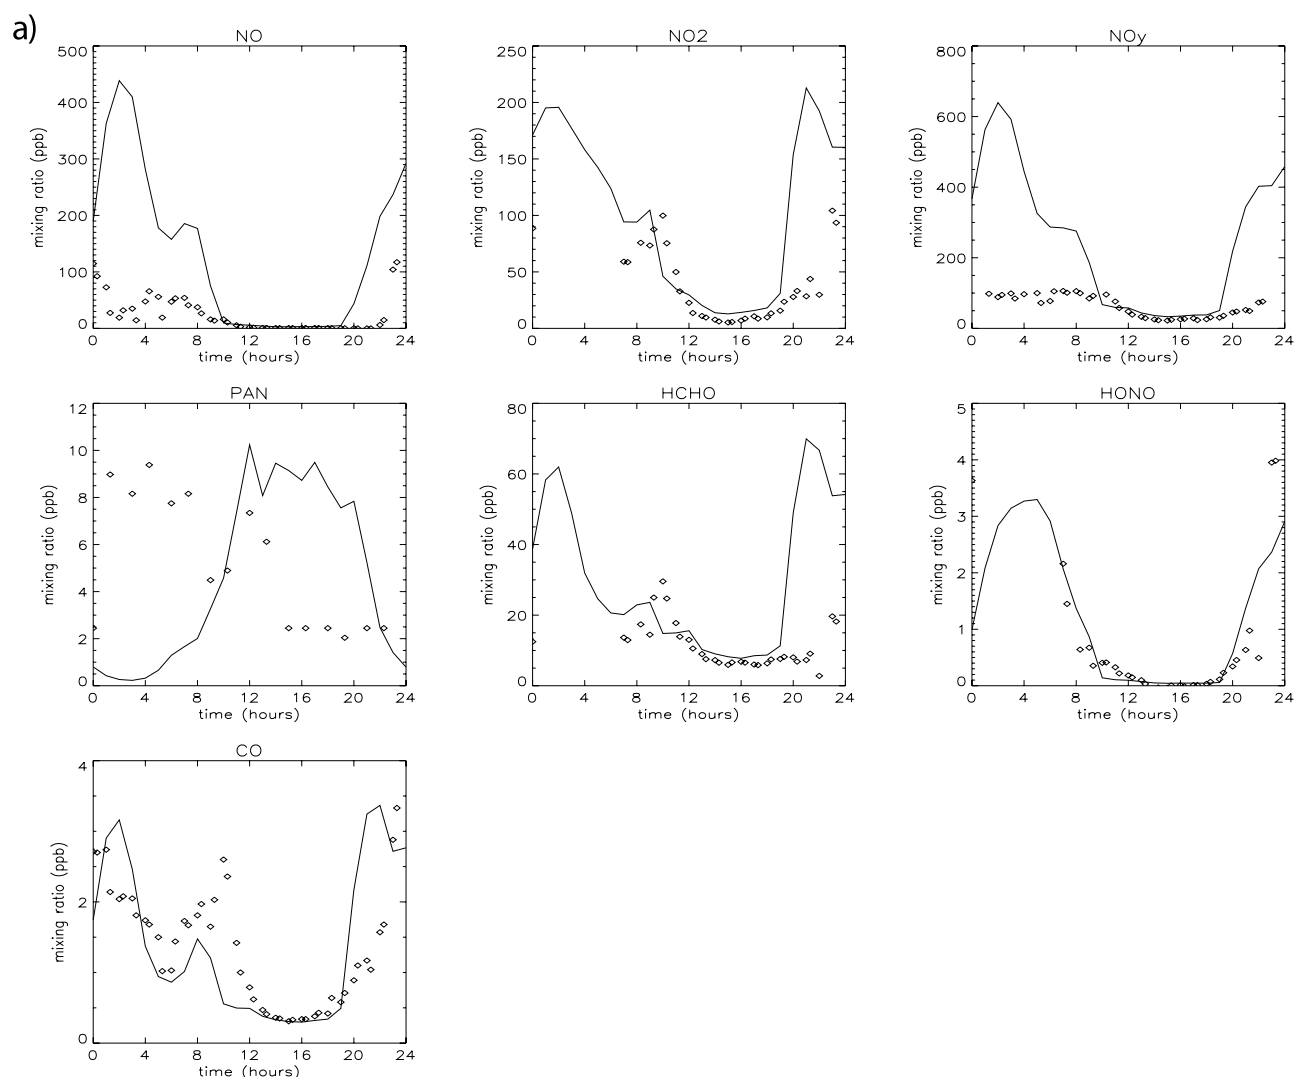 a)
NO
NO2
NOy
500
400
300
200
100
0
mixing ratio (ppb)
0 4 8 12 16 20 24
time (hours)
250
200
150
100
50
0
mixing ratio (ppb)
0 4 8 12 16 20 24
time (hours)
800
600
400
200
0
mixing ratio (ppb)
0 4 8 12 16 20 24
time (hours)
PAN
HCHO
HONO
12
10
8
6
4
2
0
mixing ratio (ppb)
0 4 8 12 16 20 24
time (hours)
80
60
40
20
0
mixing ratio (ppb)
0 4 8 12 16 20 24
time (hours)
5
4
3
2
1
0
mixing ratio (ppb)
0 4 8 12 16 20 24
time (hours)
CO
4
2
0
mixing ratio (ppb)
0 4 8 12 16 20 24
time (hours)